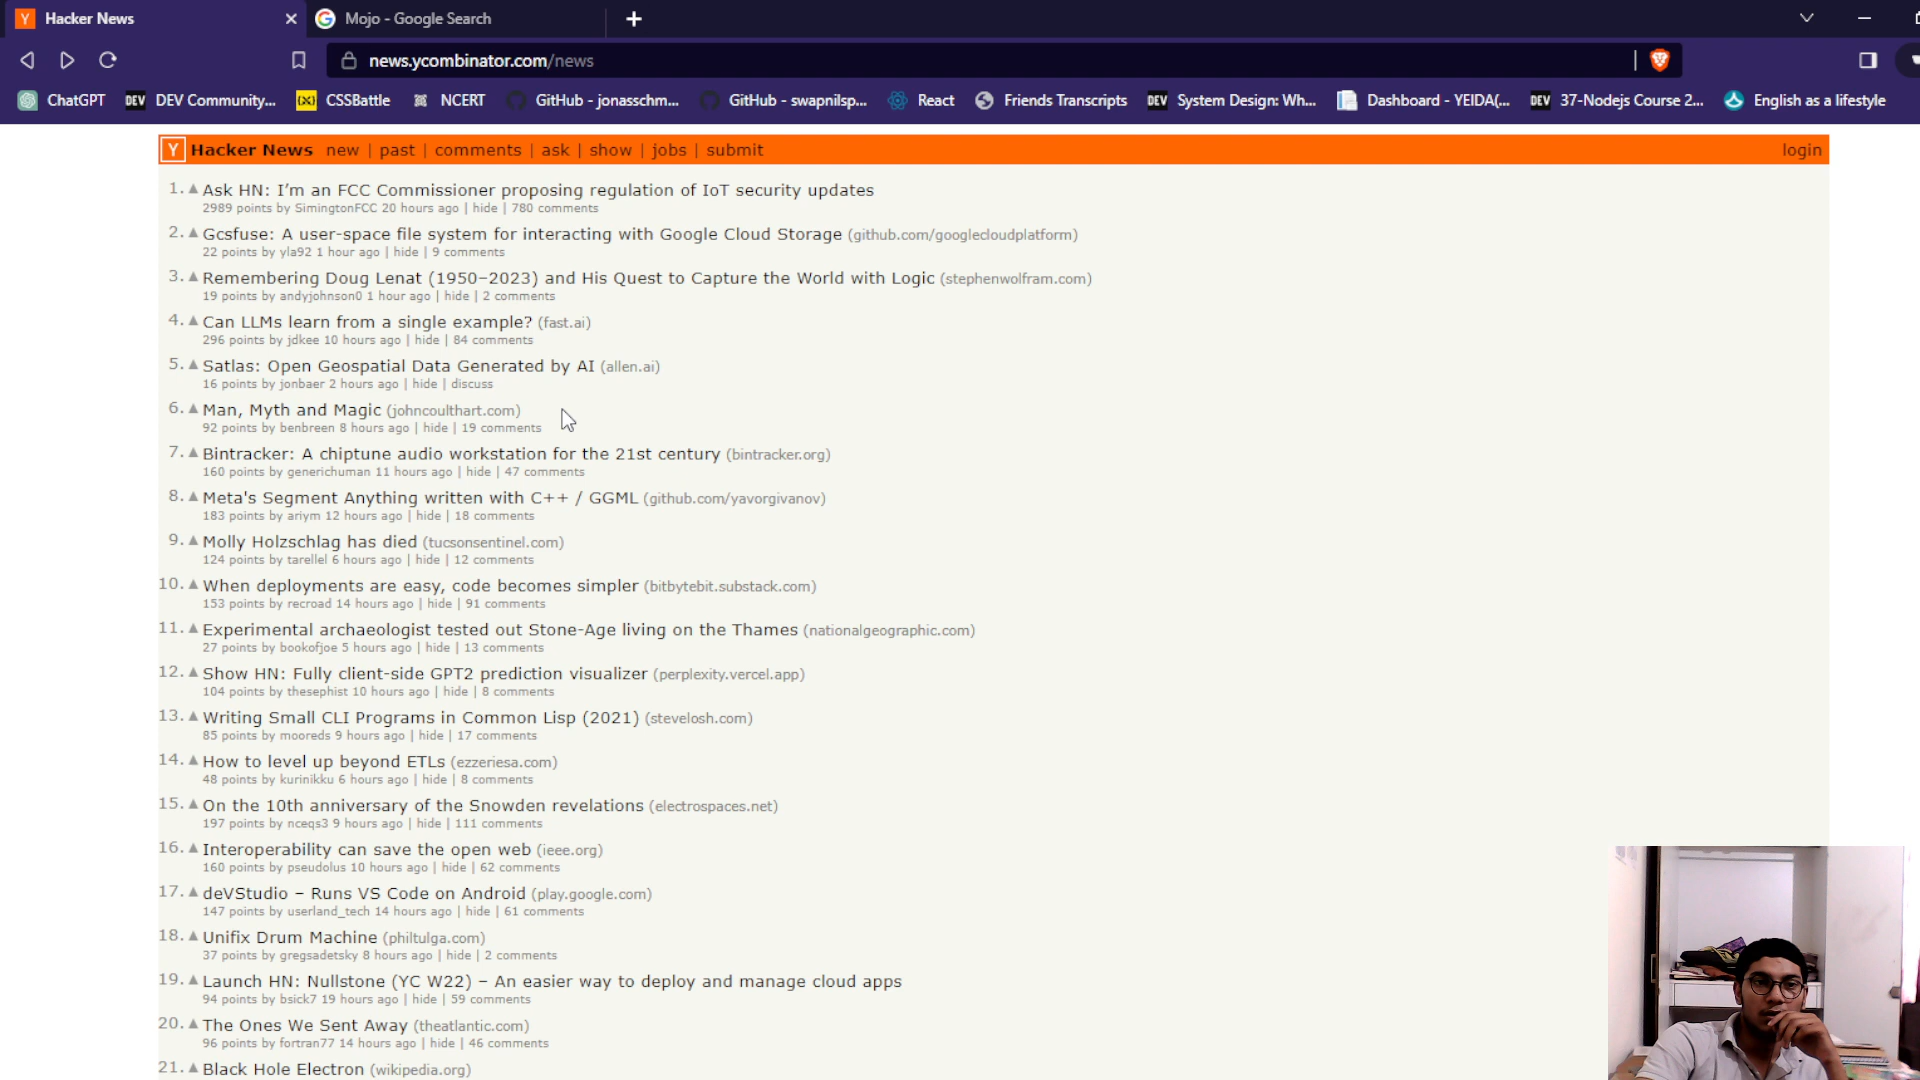 Y Hacker News
Mojo - Google Search
news.ycombinator.com/news
ChatGPT
DEV DEV Community...
CSSBattle
NCERT
GitHub - jonasschm...
GitHub - swapnilsp...
React
Friends Transcripts
DEV System Design: Wh...
Dashboard - YEIDA(...
DEV 37-Nodejs Course 2...
English as a lifestyle
Y Hacker News new | past | comments | ask | show | jobs | submit login
1. Ask HN: I’m an FCC Commissioner proposing regulation of IoT security updates
2989 points by SimingtonFCC 20 hours ago | hide | 780 comments
2. Gcsfuse: A user-space file system for interacting with Google Cloud Storage (github.com/googlecloudplatform)
22 points by yla92 1 hour ago | hide | 9 comments
3. Remembering Doug Lenat (1950–2023) and His Quest to Capture the World with Logic (stephenwolfram.com)
19 points by andyjohnson0 1 hour ago | hide | 2 comments
4. Can LLMs learn from a single example? (fast.ai)
296 points by jdkee 10 hours ago | hide | 84 comments
5. Satlas: Open Geospatial Data Generated by AI (allen.ai)
16 points by jonbaer 2 hours ago | hide | discuss
6. Man, Myth and Magic (johncoulthart.com)
92 points by benbreen 8 hours ago | hide | 19 comments
7. Bintracker: A chiptune audio workstation for the 21st century (bintracker.org)
160 points by generichuman 11 hours ago | hide | 47 comments
8. Meta's Segment Anything written with C++ / GGML (github.com/yavorgivanov)
183 points by ariym 12 hours ago | hide | 18 comments
9. Molly Holzschlag has died (tucsonsentinel.com)
124 points by tarellel 6 hours ago | hide | 12 comments
10. When deployments are easy, code becomes simpler (bitbytebit.substack.com)
153 points by recroad 14 hours ago | hide | 91 comments
11. Experimental archaeologist tested out Stone-Age living on the Thames (nationalgeographic.com)
27 points by bookofjoe 5 hours ago | hide | 13 comments
12. Show HN: Fully client-side GPT2 prediction visualizer (perplexity.vercel.app)
104 points by thesephist 10 hours ago | hide | 8 comments
13. Writing Small CLI Programs in Common Lisp (2021) (stevelosh.com)
85 points by mooreds 9 hours ago | hide | 17 comments
14. How to level up beyond ETLs (ezzeriesa.com)
48 points by kurinikku 6 hours ago | hide | 8 comments
15. On the 10th anniversary of the Snowden revelations (electrospaces.net)
197 points by nceqs3 9 hours ago | hide | 111 comments
16. Interoperability can save the open web (ieee.org)
160 points by pseudolus 10 hours ago | hide | 62 comments
17. deVStudio – Runs VS Code on Android (play.google.com)
147 points by userland_tech 14 hours ago | hide | 61 comments
18. Unifix Drum Machine (philtulga.com)
37 points by gregsadetsky 8 hours ago | hide | 2 comments
19. Launch HN: Nullstone (YC W22) – An easier way to deploy and manage cloud apps
94 points by bsick7 19 hours ago | hide | 59 comments
20. The Ones We Sent Away (theatlantic.com)
96 points by fortran77 14 hours ago | hide | 46 comments
21. Black Hole Electron (wikipedia.org)